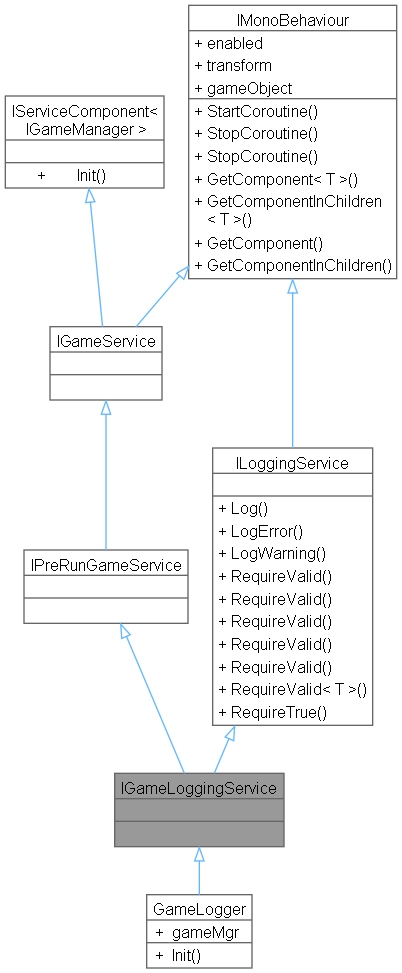 IMonoBehaviour
+ enabled
+ transform
+ gameObject
+ StartCoroutine()
+ StopCoroutine()
+ StopCoroutine()
+ GetComponent< T >()
+ GetComponentInChildren
< T >()
+ GetComponent()
+ GetComponentInChildren()
IServiceComponent<
IGameManager >
+ Init()
IGameService
ILoggingService
+ Log()
+ LogError()
+ LogWarning()
+ RequireValid()
+ RequireValid()
+ RequireValid()
+ RequireValid()
+ RequireValid()
+ RequireValid< T >()
+ RequireTrue()
IPreRunGameService
IGameLoggingService
GameLogger
+ gameMgr
+ Init()